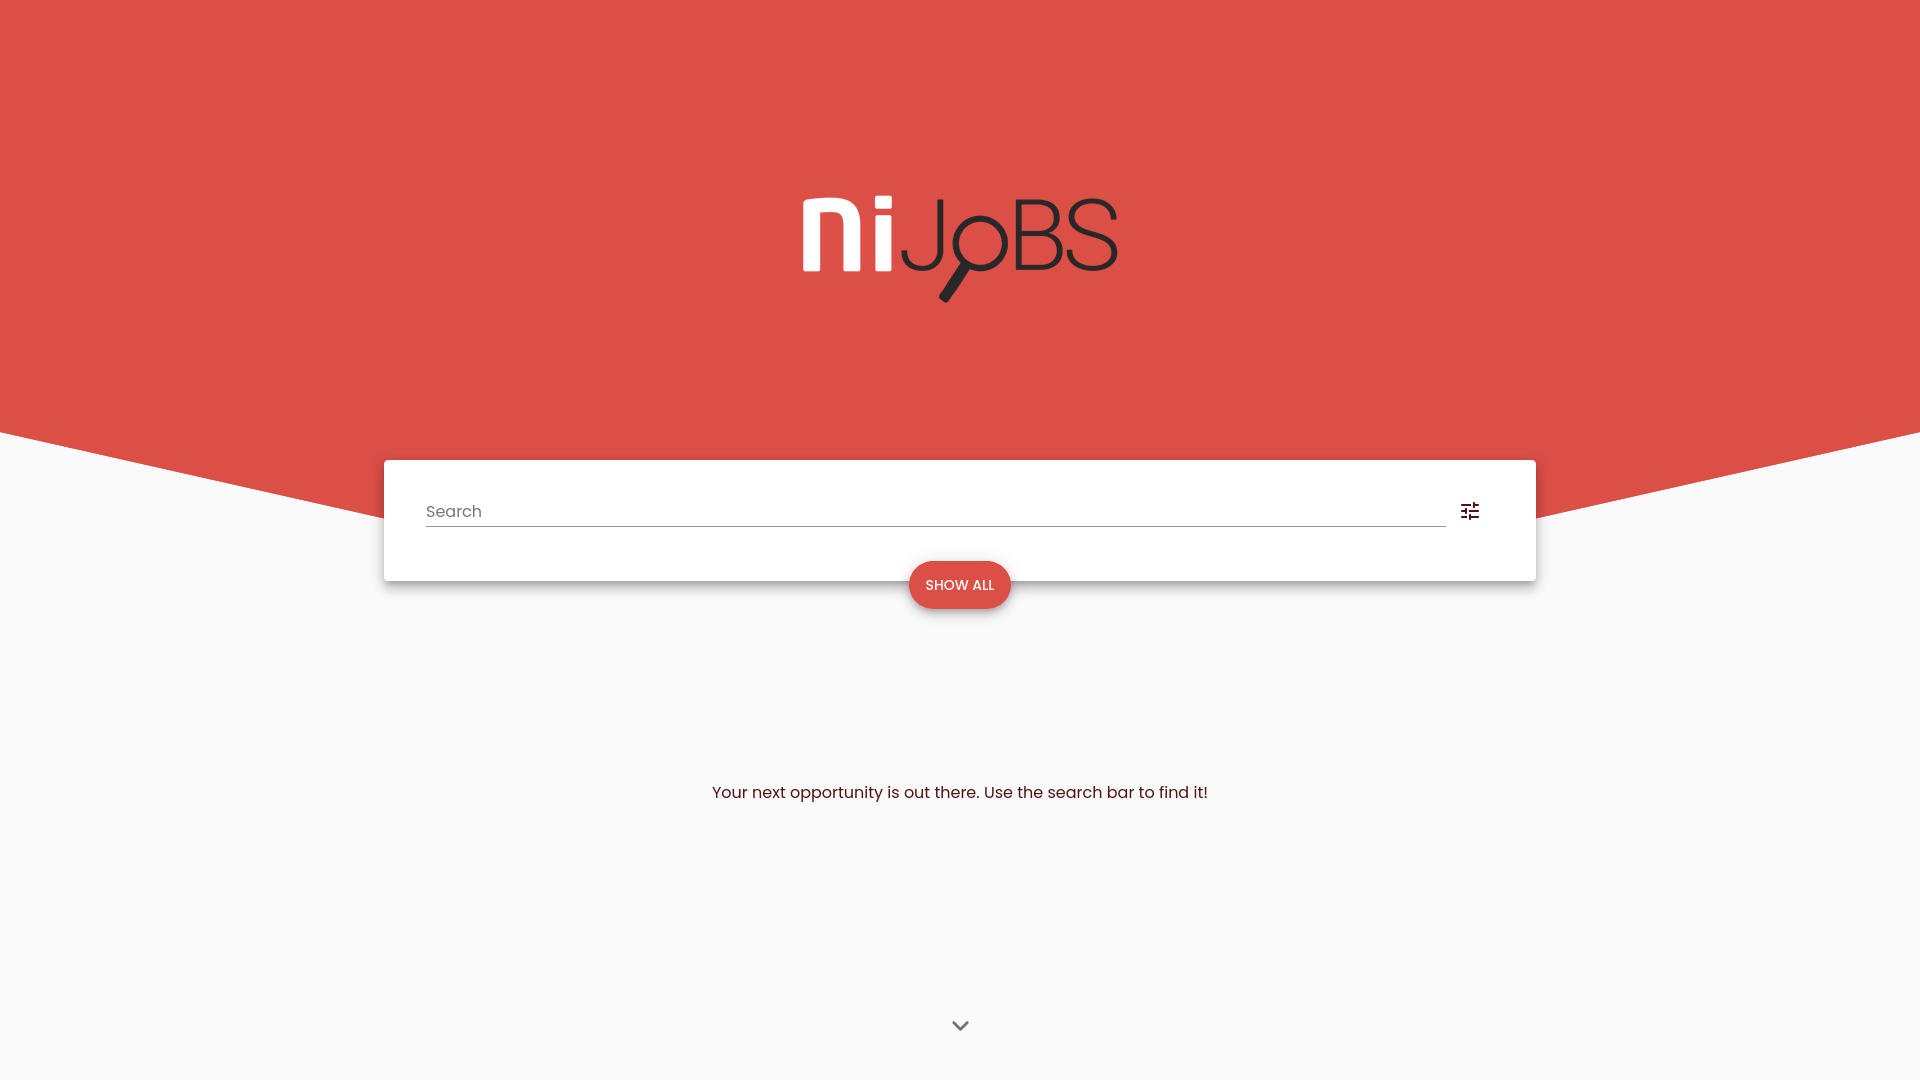 niJoBS
Search
SHOW ALL
Your next opportunity is out there. Use the search bar to find it!